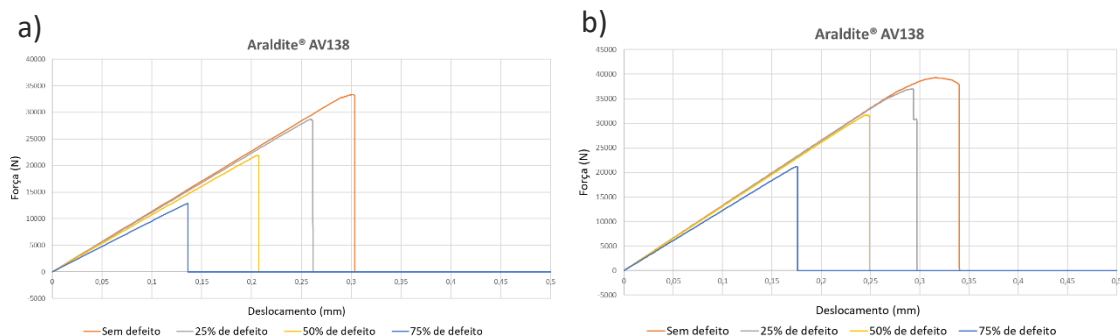 a)
Araldite® AV138
40000
35000
30000
25000
20000
15000
10000
5000
0
-5000
Força (N)
0 0,05 0,1 0,15 0,2 0,25 0,3 0,35 0,4 0,45 0,5
Deslocamento (mm)
Sem defeito 25% de defeito 50% de defeito 75% de defeito
b)
Araldite® AV138
45000
40000
35000
30000
25000
20000
15000
10000
5000
0
-5000
Força (N)
0 0,05 0,1 0,15 0,2 0,25 0,3 0,35 0,4 0,45 0,5
Deslocamento (mm)
Sem defeito 25% de defeito 50% de defeito 75% de defeito